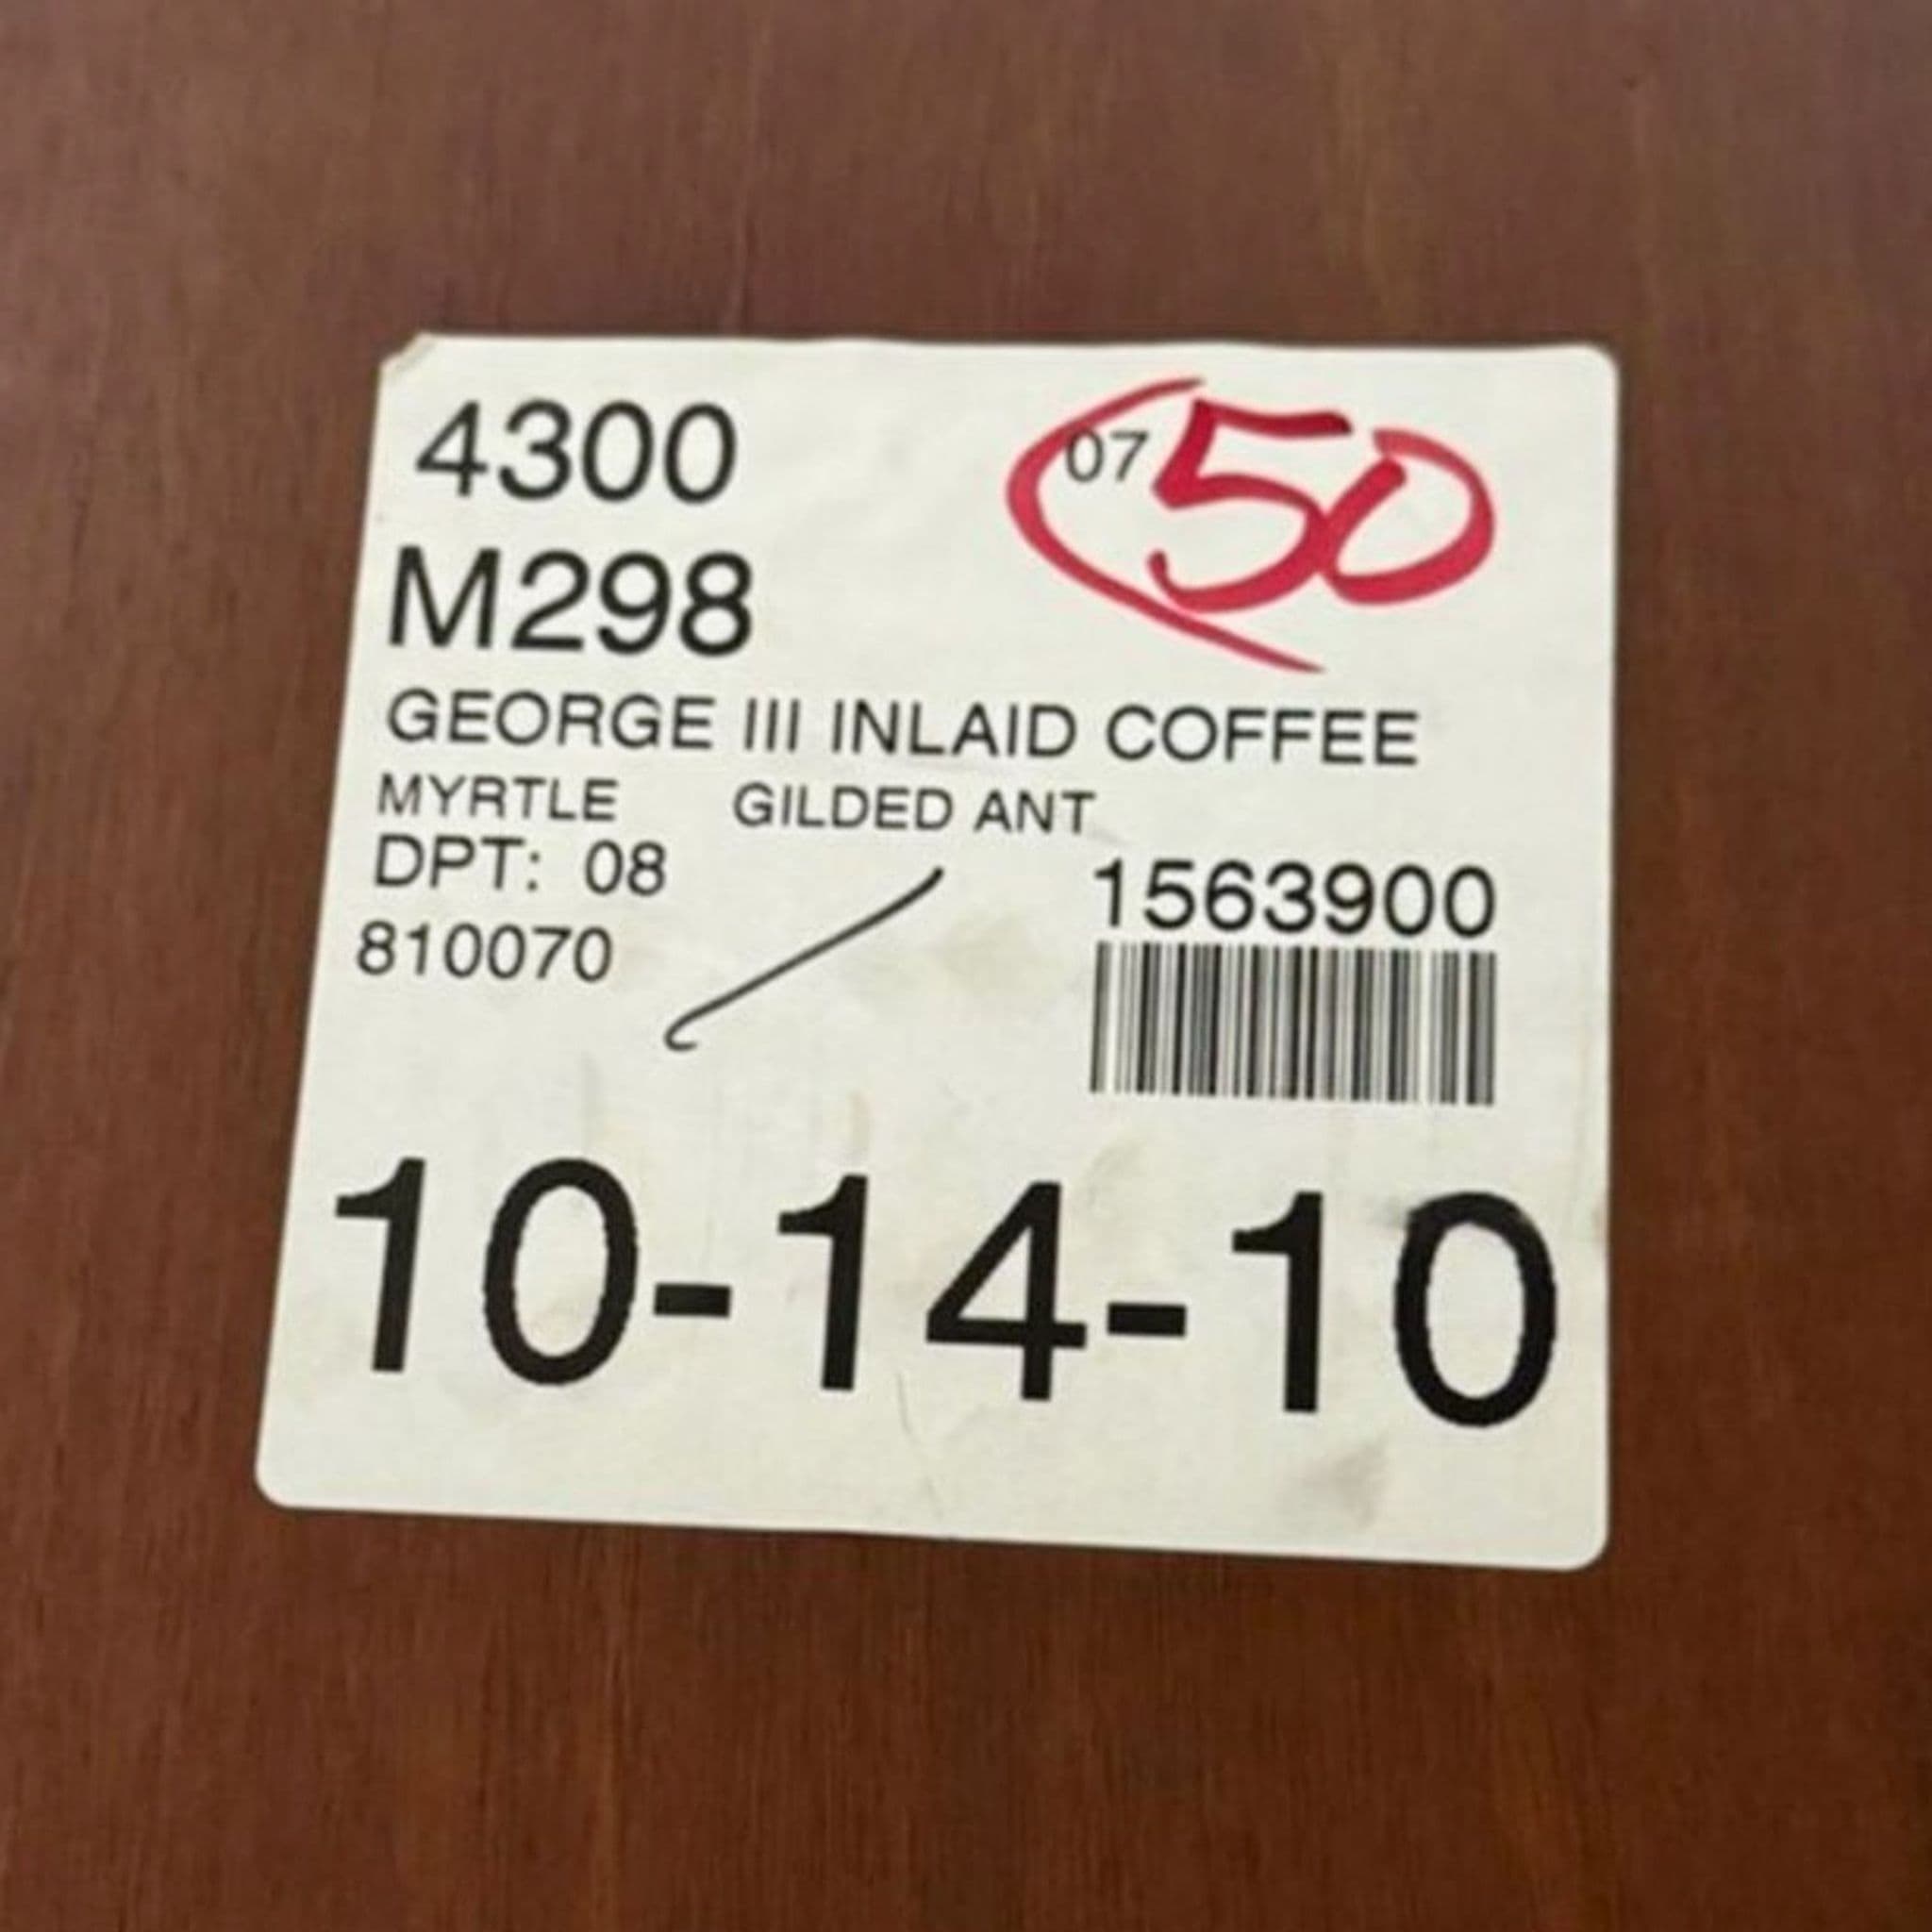 4300
07 50
M298
GEORGE III INLAID COFFEE
MYRTLE GILDED ANT
DPT: 08
1563900
810070
10-14-10